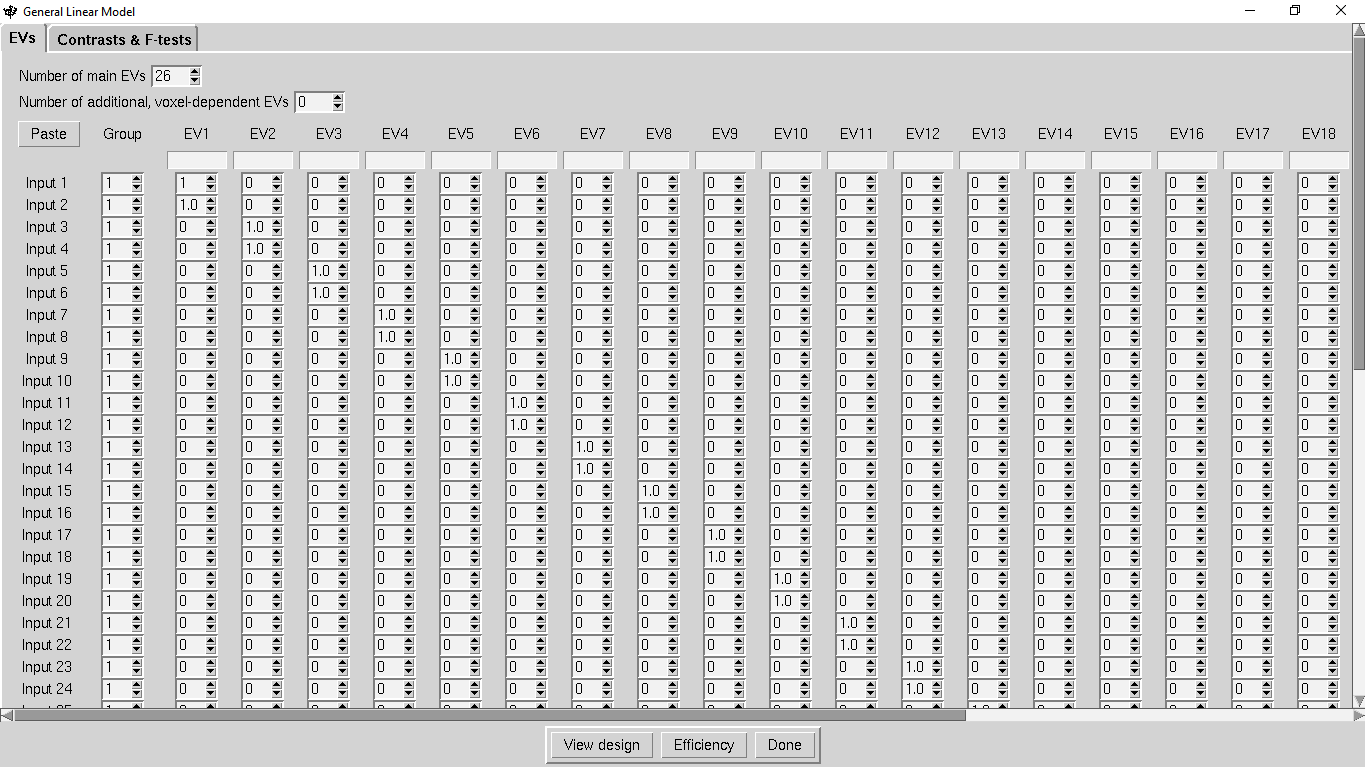 General Linear Model
EVs Contrasts & F-tests
Number of main EVs 26
Number of additional, voxel-dependent EVs 0
Paste Group EV1 EV2 EV3 EV4 EV5 EV6 EV7 EV8 EV9 EV10 EV11 EV12 EV13 EV14 EV15 EV16 EV17 EV18
Input 1 1 1 0 0 0 0 0 0 0 0 0 0 0 0 0 0 0 0 0
Input 2 1 1.0 0 0 0 0 0 0 0 0 0 0 0 0 0 0 0 0 0
Input 3 1 0 1.0 0 0 0 0 0 0 0 0 0 0 0 0 0 0 0 0
Input 4 1 0 1.0 0 0 0 0 0 0 0 0 0 0 0 0 0 0 0 0
Input 5 1 0 0 1.0 0 0 0 0 0 0 0 0 0 0 0 0 0 0 0
Input 6 1 0 0 1.0 0 0 0 0 0 0 0 0 0 0 0 0 0 0 0
Input 7 1 0 0 0 1.0 0 0 0 0 0 0 0 0 0 0 0 0 0 0
Input 8 1 0 0 0 1.0 0 0 0 0 0 0 0 0 0 0 0 0 0 0
Input 9 1 0 0 0 0 1.0 0 0 0 0 0 0 0 0 0 0 0 0 0
Input 10 1 0 0 0 0 1.0 0 0 0 0 0 0 0 0 0 0 0 0 0
Input 11 1 0 0 0 0 0 1.0 0 0 0 0 0 0 0 0 0 0 0 0
Input 12 1 0 0 0 0 0 1.0 0 0 0 0 0 0 0 0 0 0 0 0
Input 13 1 0 0 0 0 0 0 1.0 0 0 0 0 0 0 0 0 0 0 0
Input 14 1 0 0 0 0 0 0 1.0 0 0 0 0 0 0 0 0 0 0 0
Input 15 1 0 0 0 0 0 0 0 1.0 0 0 0 0 0 0 0 0 0 0
Input 16 1 0 0 0 0 0 0 0 1.0 0 0 0 0 0 0 0 0 0 0
Input 17 1 0 0 0 0 0 0 0 0 1.0 0 0 0 0 0 0 0 0 0
Input 18 1 0 0 0 0 0 0 0 0 1.0 0 0 0 0 0 0 0 0 0
Input 19 1 0 0 0 0 0 0 0 0 0 1.0 0 0 0 0 0 0 0 0
Input 20 1 0 0 0 0 0 0 0 0 0 1.0 0 0 0 0 0 0 0 0
Input 21 1 0 0 0 0 0 0 0 0 0 0 1.0 0 0 0 0 0 0 0
Input 22 1 0 0 0 0 0 0 0 0 0 0 1.0 0 0 0 0 0 0 0
Input 23 1 0 0 0 0 0 0 0 0 0 0 0 1.0 0 0 0 0 0 0
Input 24 1 0 0 0 0 0 0 0 0 0 0 0 1.0 0 0 0 0 0 0
View design Efficiency Done